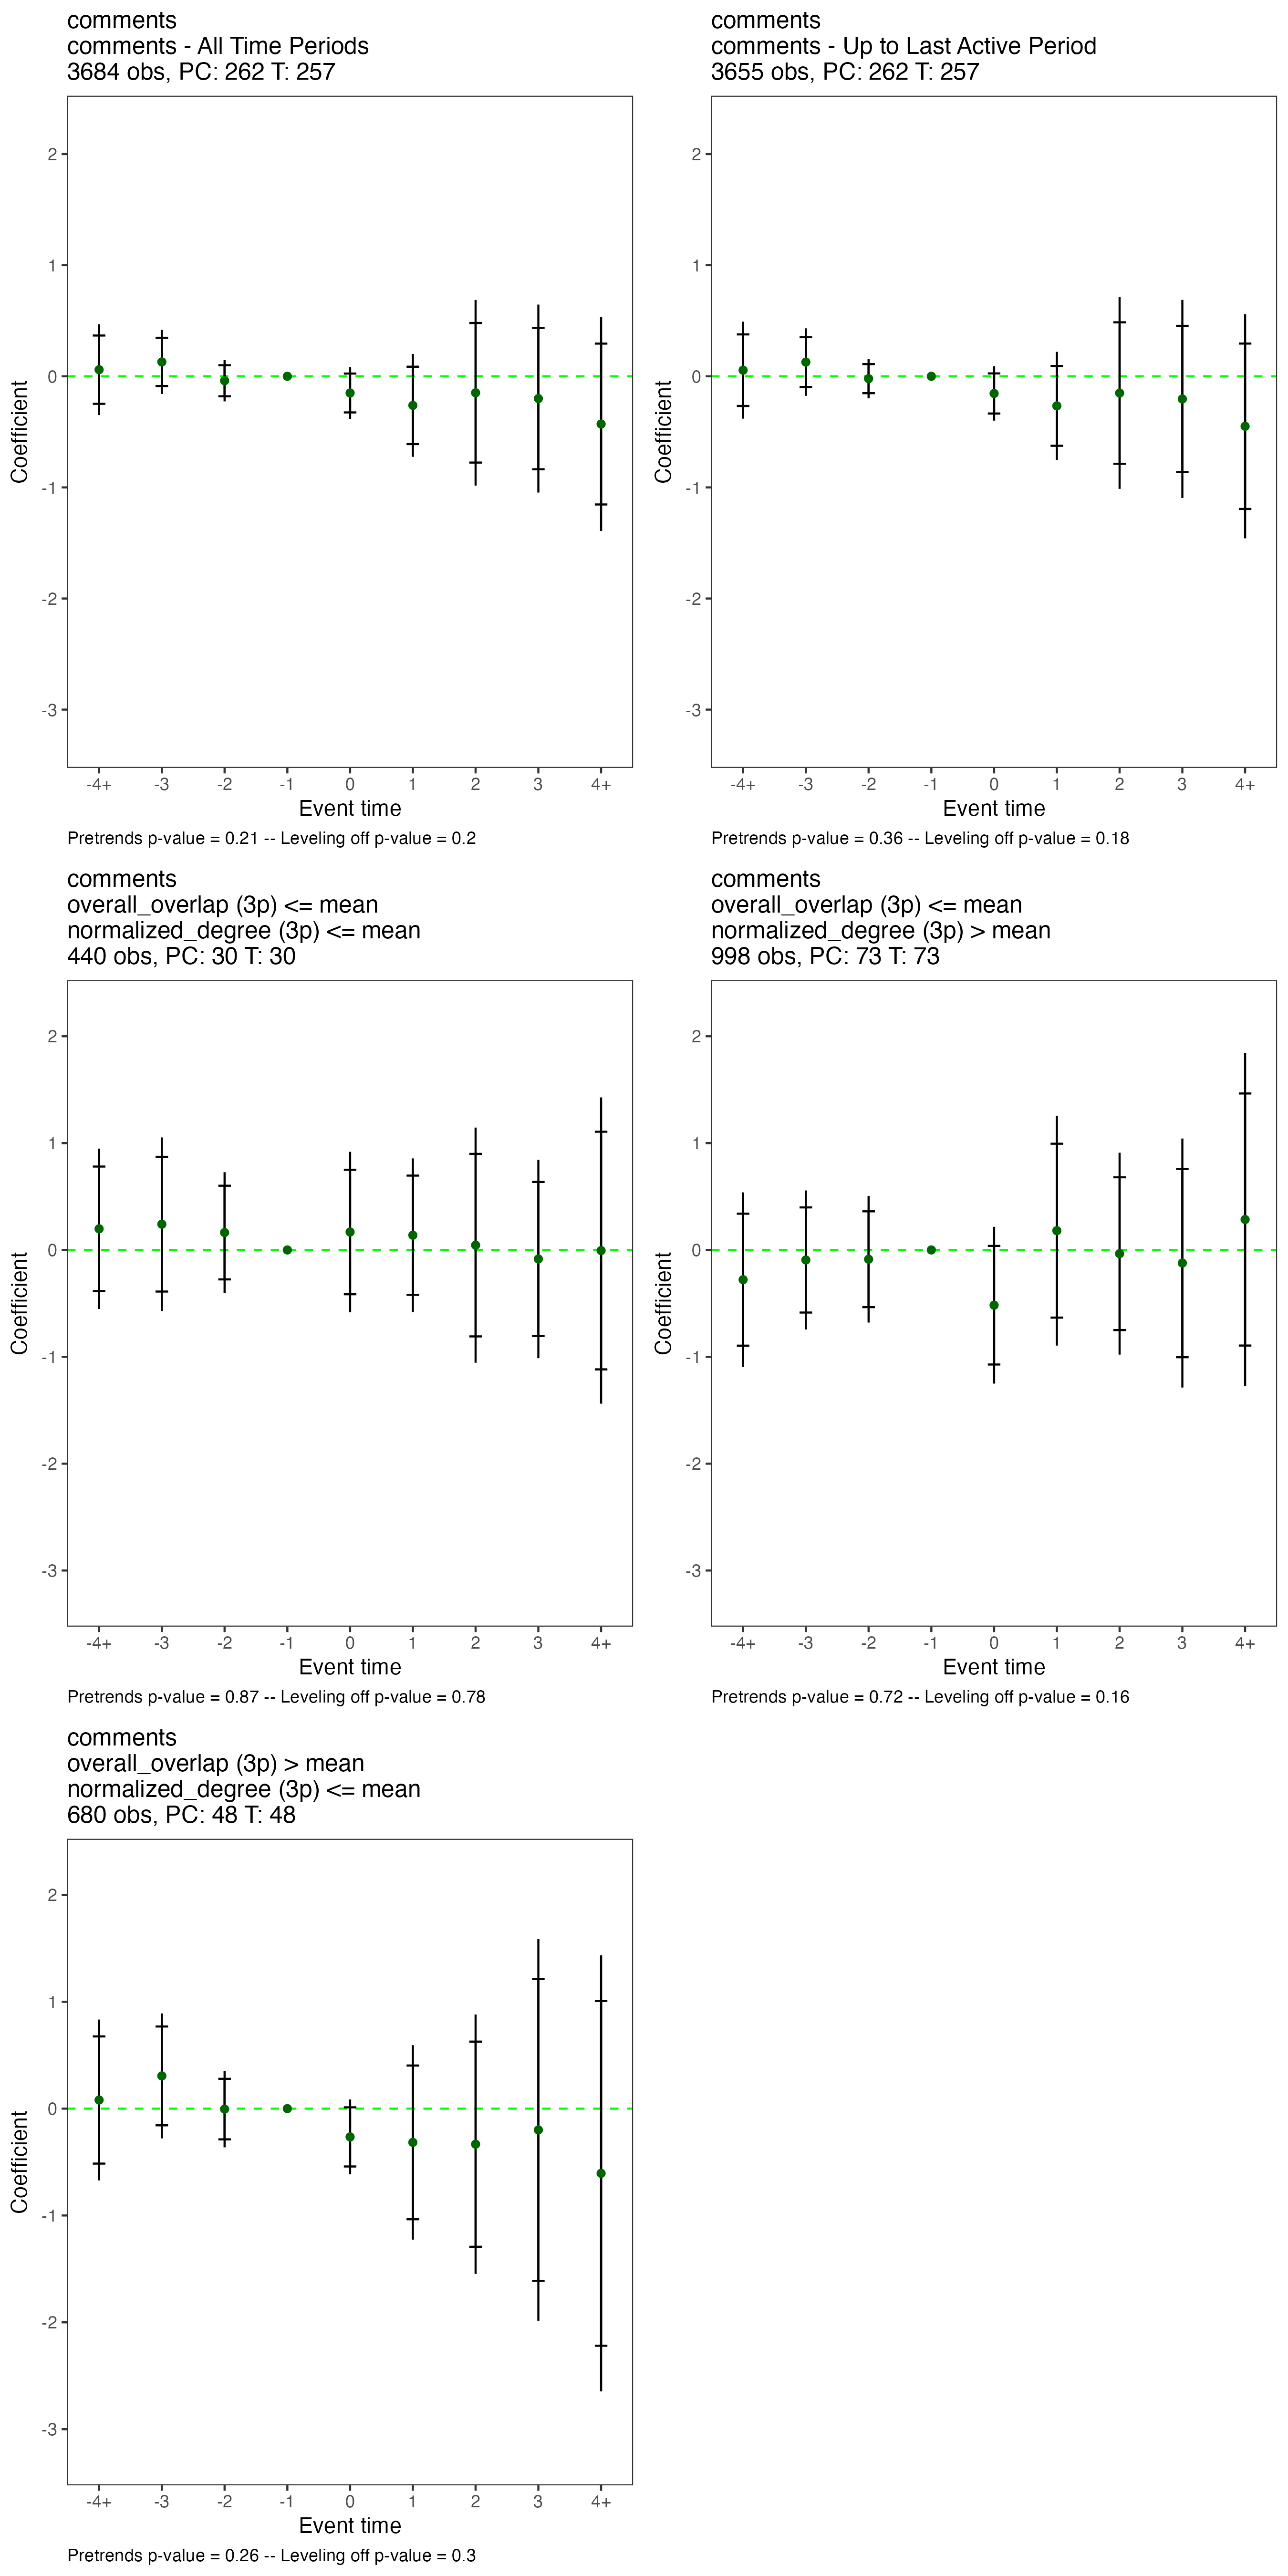 comments
comments - All Time Periods
3684 obs, PC: 262 T: 257
2
1
0
-1
-2
-3
Coefficient
-4+ -3 -2 -1 0 1 2 3 4+
Event time
Pretrends p-value = 0.21 -- Leveling off p-value = 0.2
comments
comments - Up to Last Active Period
3655 obs, PC: 262 T: 257
2
1
0
-1
-2
-3
Coefficient
-4+ -3 -2 -1 0 1 2 3 4+
Event time
Pretrends p-value = 0.36 -- Leveling off p-value = 0.18
comments
overall_overlap (3p) <= mean
normalized_degree (3p) <= mean
440 obs, PC: 30 T: 30
2
1
0
-1
-2
-3
Coefficient
-4+ -3 -2 -1 0 1 2 3 4+
Event time
Pretrends p-value = 0.87 -- Leveling off p-value = 0.78
comments
overall_overlap (3p) <= mean
normalized_degree (3p) > mean
998 obs, PC: 73 T: 73
2
1
0
-1
-2
-3
Coefficient
-4+ -3 -2 -1 0 1 2 3 4+
Event time
Pretrends p-value = 0.72 -- Leveling off p-value = 0.16
comments
overall_overlap (3p) > mean
normalized_degree (3p) <= mean
680 obs, PC: 48 T: 48
2
1
0
-1
-2
-3
Coefficient
-4+ -3 -2 -1 0 1 2 3 4+
Event time
Pretrends p-value = 0.26 -- Leveling off p-value = 0.3